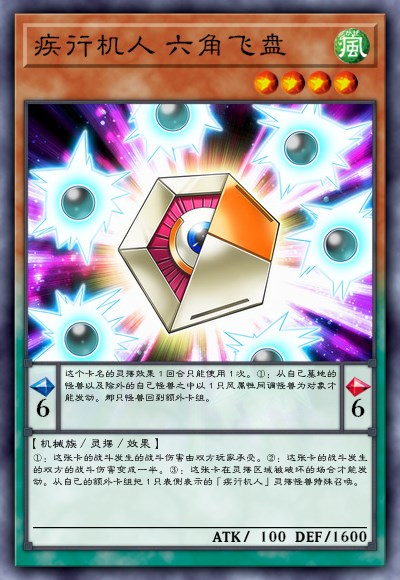 疾行机人 六角飞盘
風
这个卡名的灵摆效果1回合只能使用1次。①：从自己墓地的
怪兽以及除外的自己怪兽之中以1只风属性同调怪兽为对象才
能发动。那只怪兽回到额外卡组。
6
6
【机械族／灵摆／效果】
①：这张卡的战斗发生的战斗伤害由双方玩家承受。②：这张卡的战斗发生
的双方的战斗伤害变成一半。③：这张卡在灵摆区域被破坏的场合才能发
动。从自己的额外卡组把1只表侧表示的「疾行机人」灵摆怪兽特殊召唤。
ATK/ 100 DEF/1600